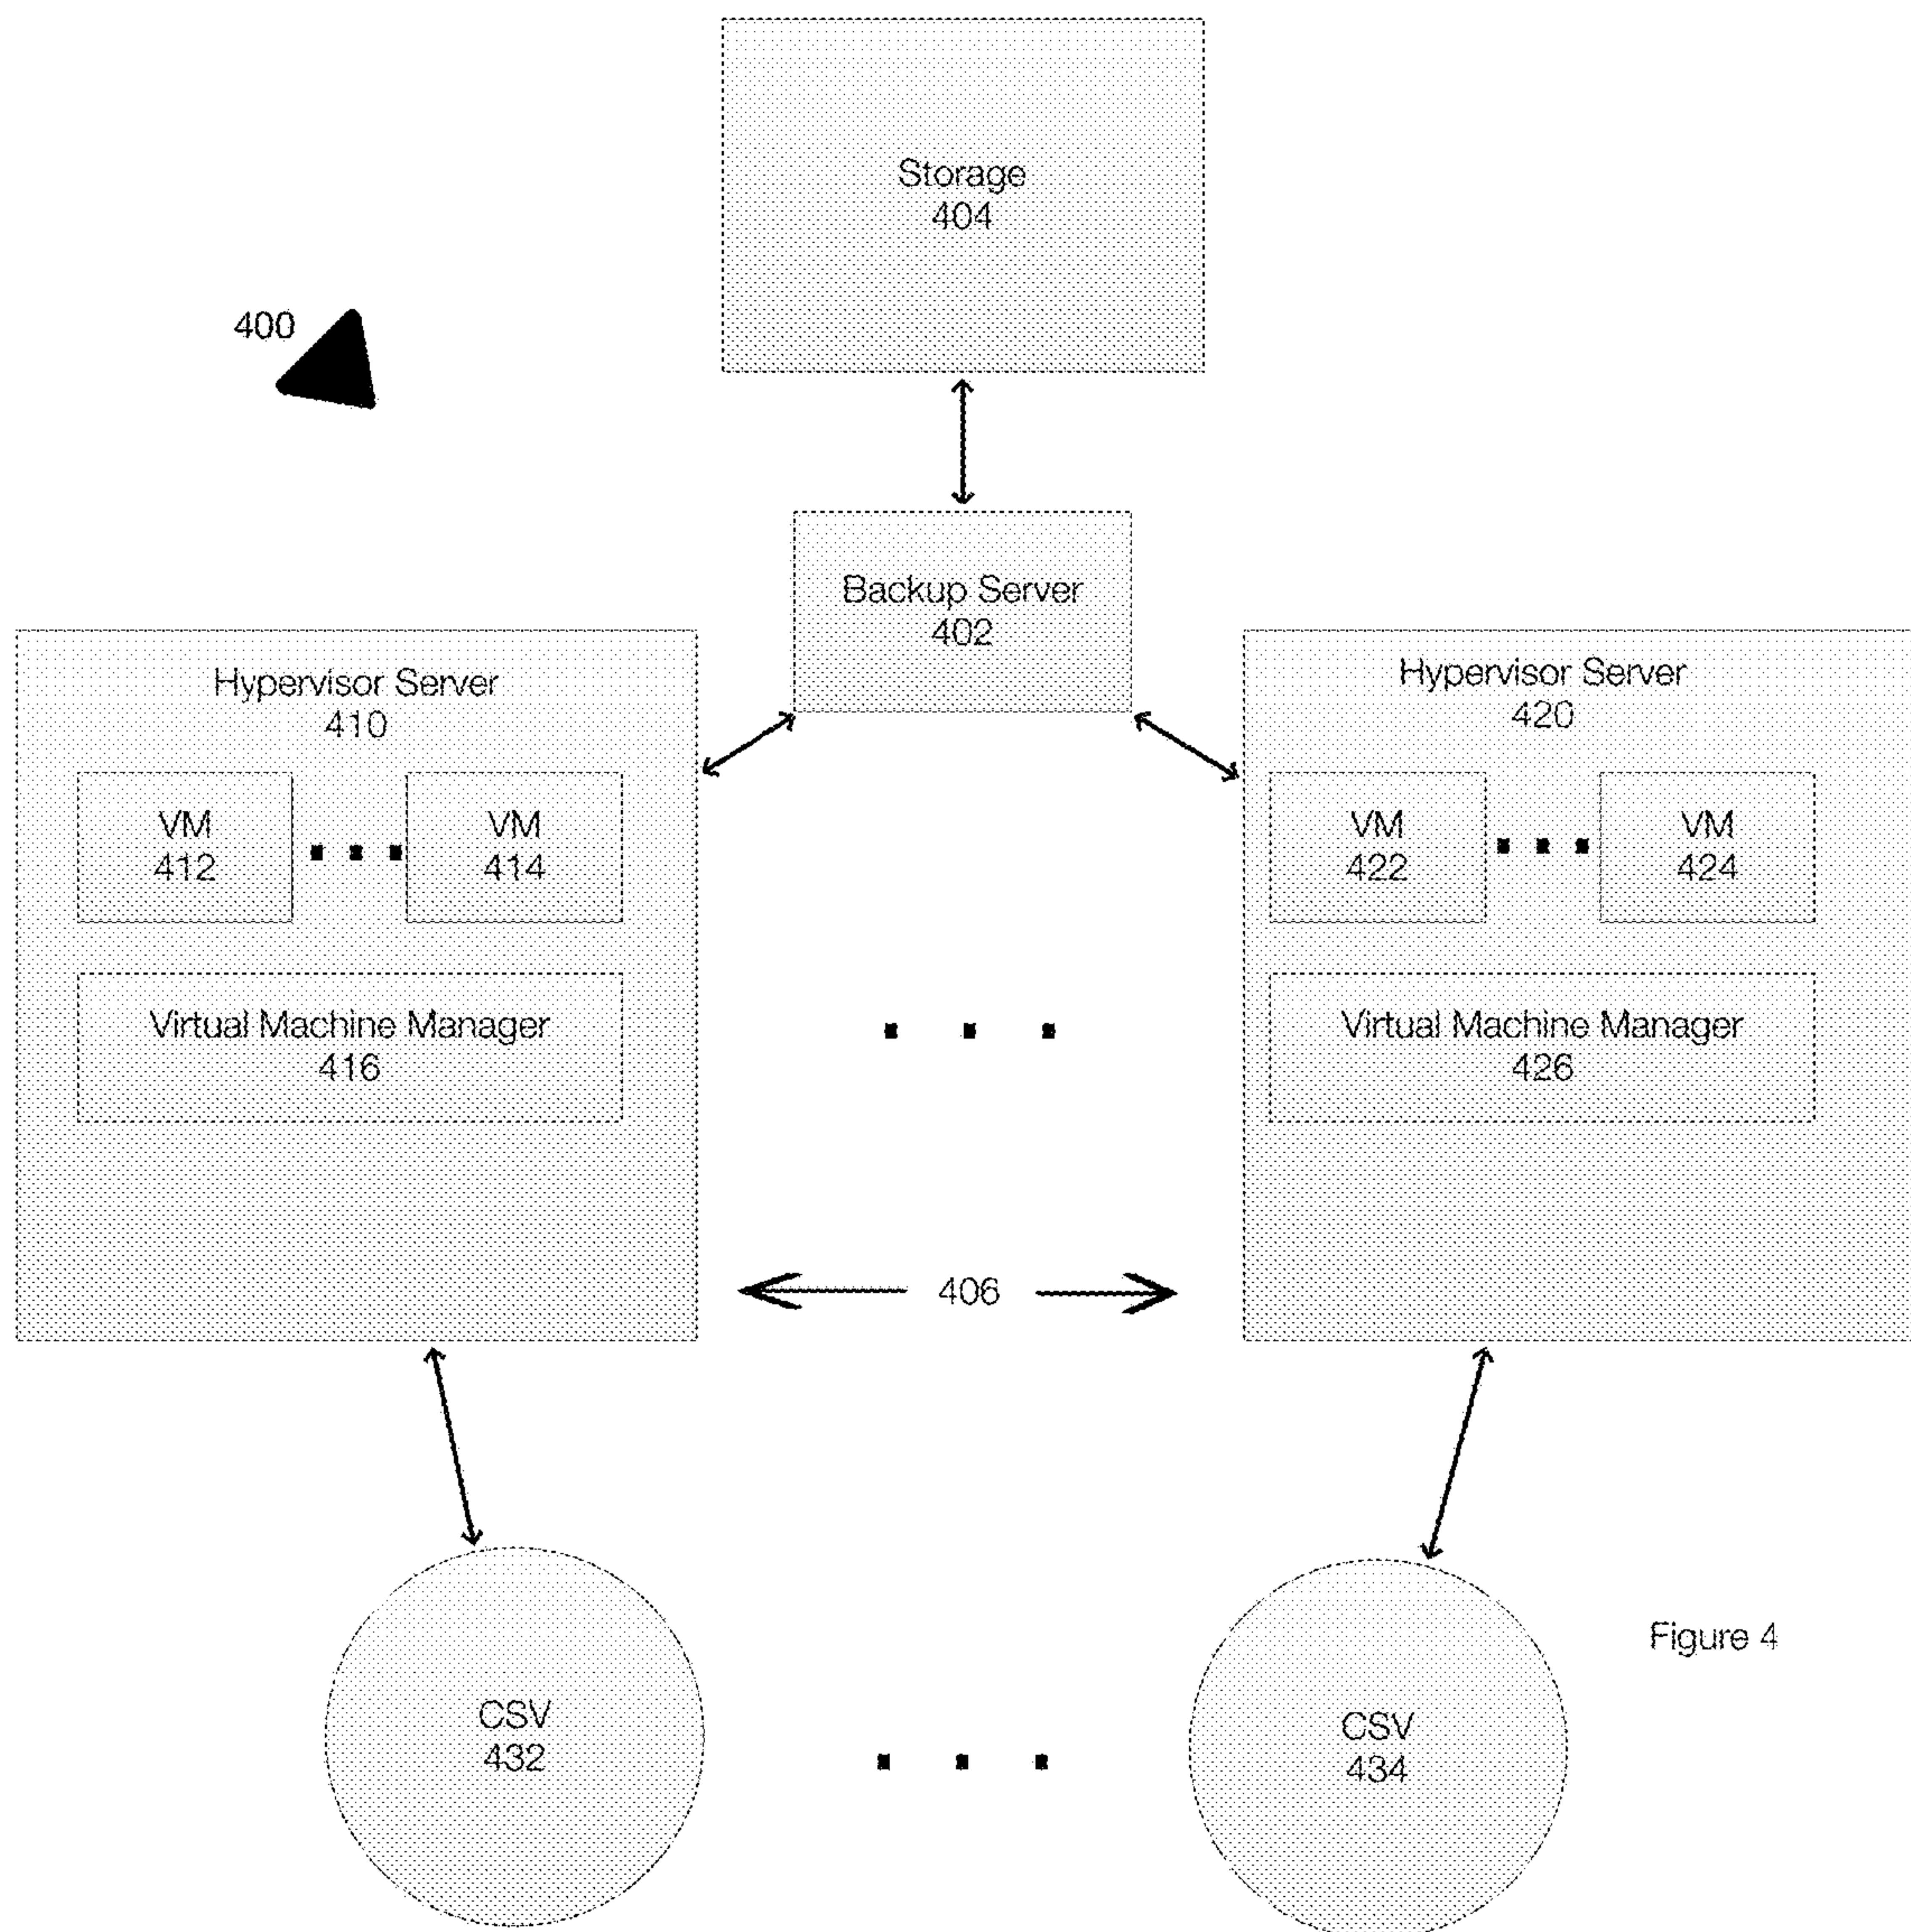 Storage
404
400
Backup Server
402
Hypervisor Server
410
VM
412
VM
414
Virtual Machine Manager
416
Hypervisor Server
420
VM
422
VM
424
Virtual Machine Manager
426
406
CSV
432
CSV
434
Figure 4